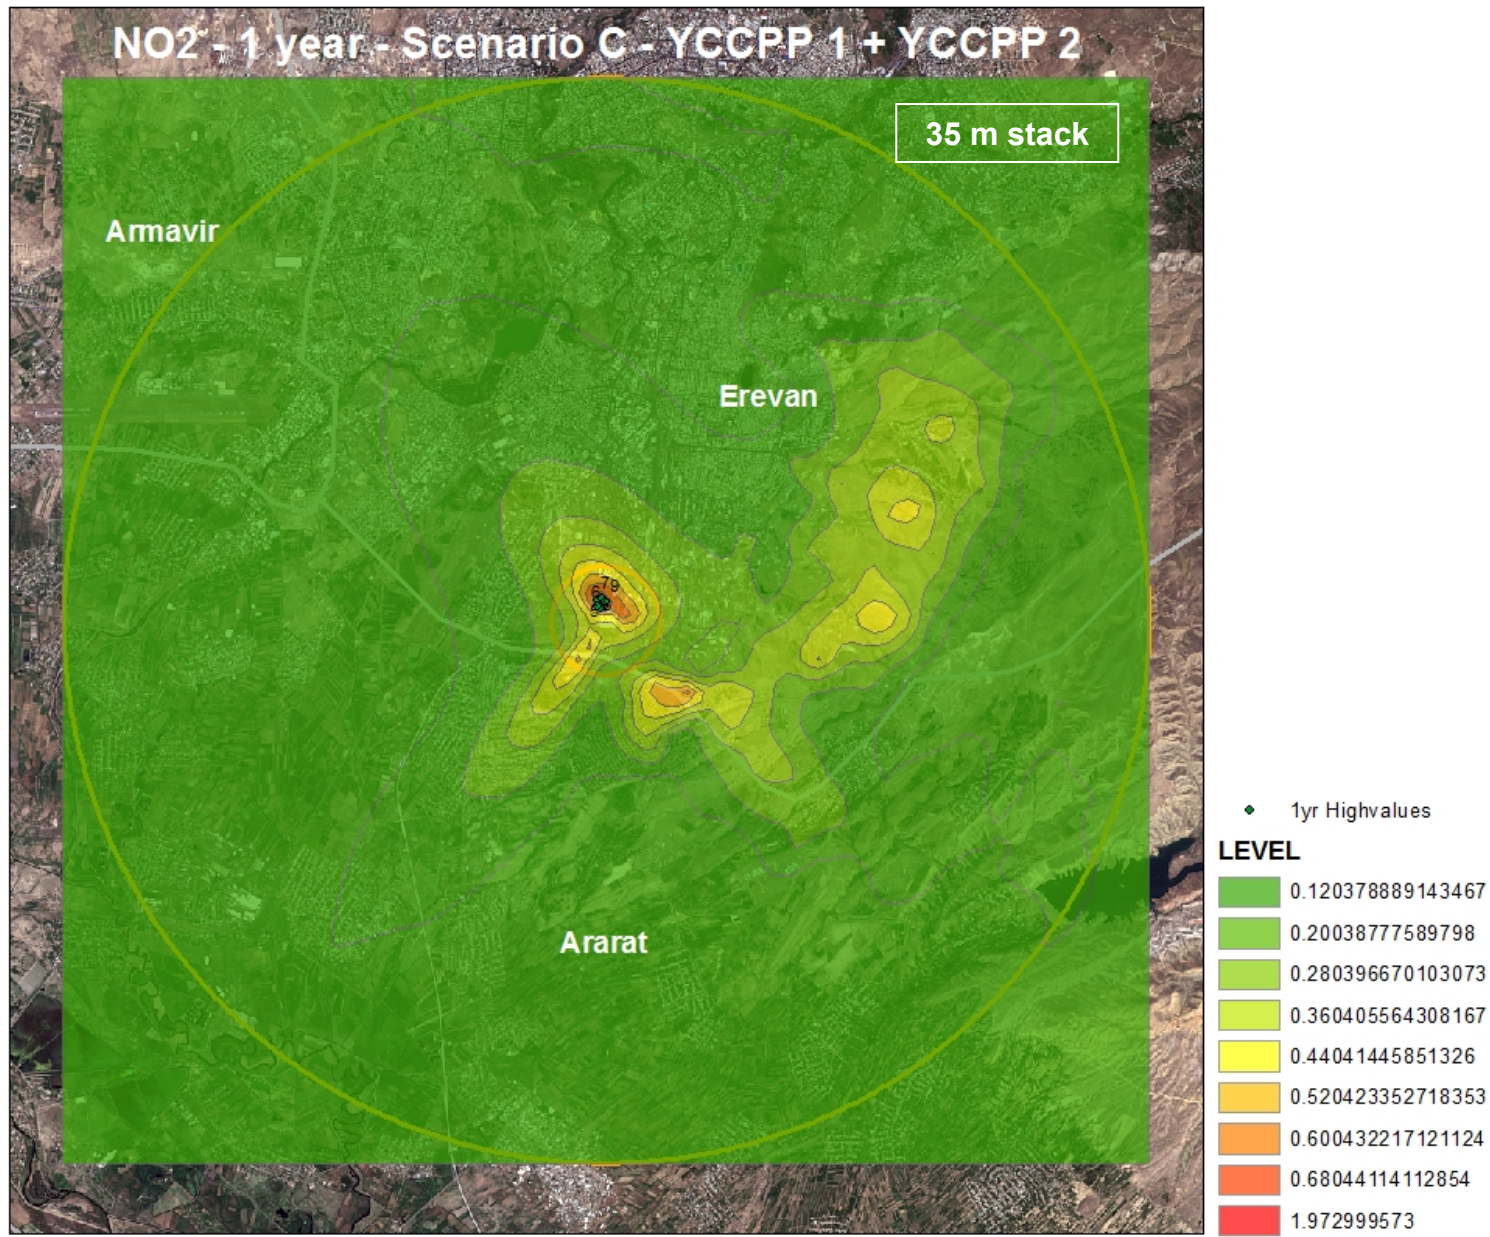 NO2 - 1 year - Scenario C - YCCPP 1 + YCCPP 2
35 m stack
Armavir
Erevan
79
Ararat
1yr Highvalues
LEVEL
0.120378889143467
0.20038777589798
0.280396670103073
0.360405564308167
0.44041445851326
0.520423352718353
0.600432217121124
0.68044114112854
1.972999573